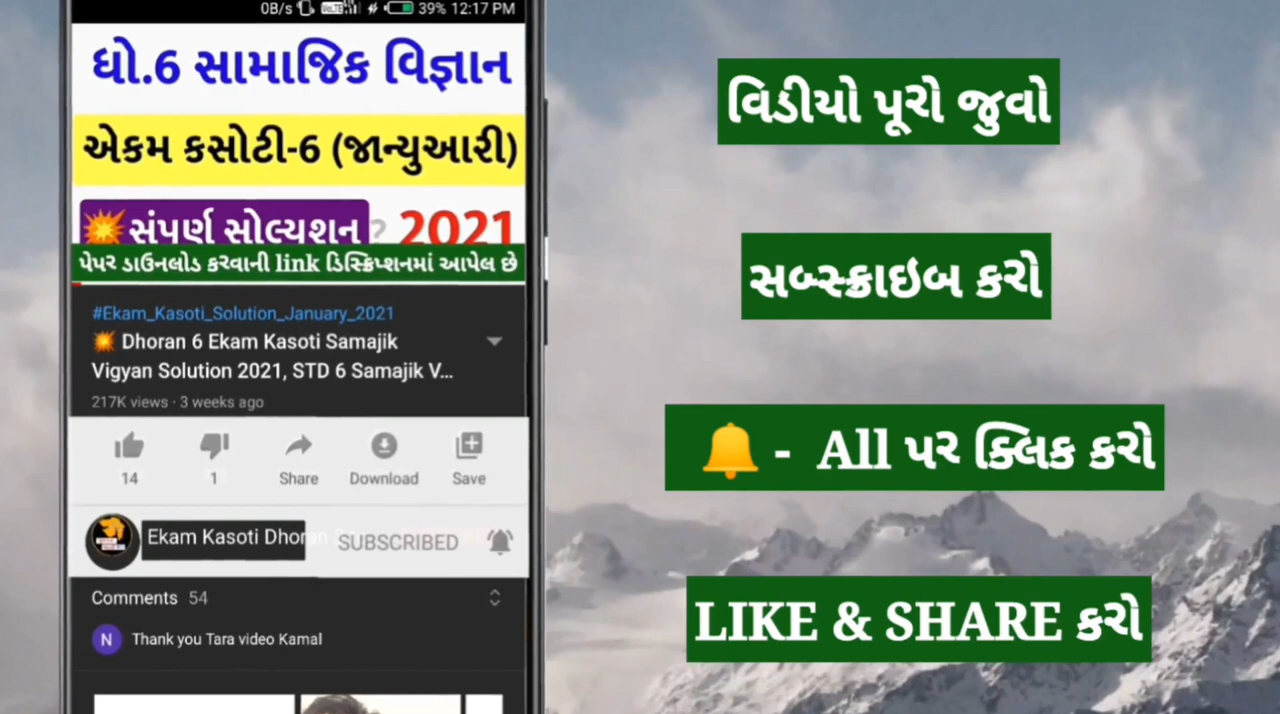 0B/s 39% 12:17 PM
ધો.6 સામાજિક વિજ્ઞાન
એકમ કસોટી-6 (જાન્યુઆરી)
સંપૂર્ણ સોલ્યુશન 2021
પેપર ડાઉનલોડ કરવાની link ડિસ્ક્રિપ્શનમાં આપેલ છે
#Ekam_Kasoti_Solution_January_2021
Dhoran 6 Ekam Kasoti Samajik
Vigyan Solution 2021, STD 6 Samajik V...
217K views · 3 weeks ago
14 1 Share Download Save
Ekam Kasoti Dhoran SUBSCRIBED
Comments 54
N Thank you Tara video Kamal
વિડીયો પૂરો જુવો
સબ્સ્ક્રાઇબ કરો
🔔 - All પર ક્લિક કરો
LIKE & SHARE કરો